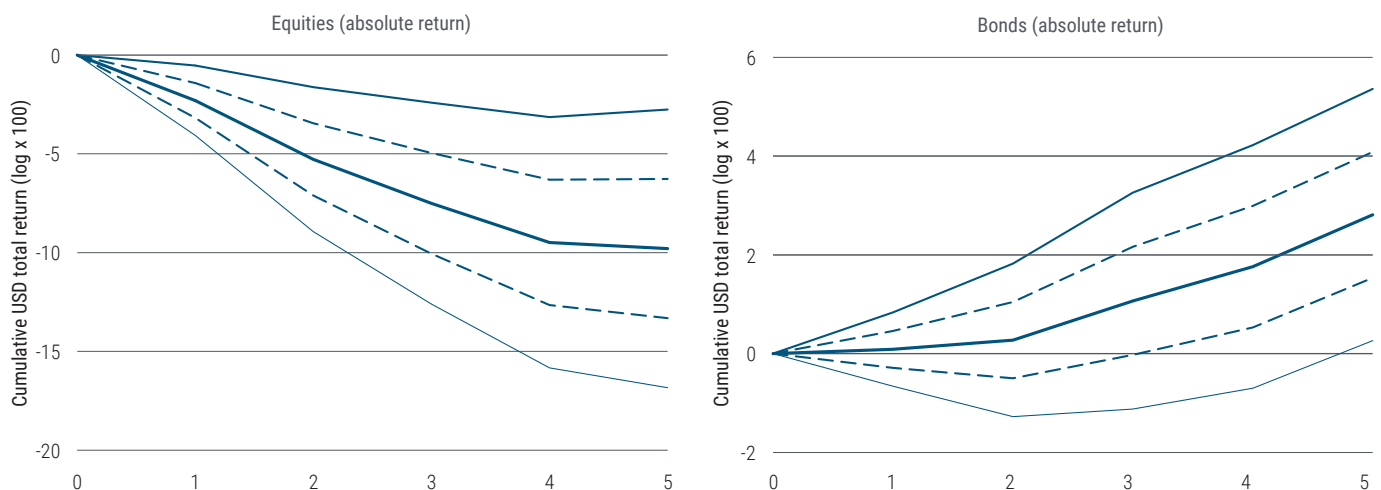 Equities (absolute return)
Cumulative USD total return (log x 100)
0
-5
-10
-15
-20
0 1 2 3 4 5
Bonds (absolute return)
Cumulative USD total return (log x 100)
6
4
2
0
-2
0 1 2 3 4 5